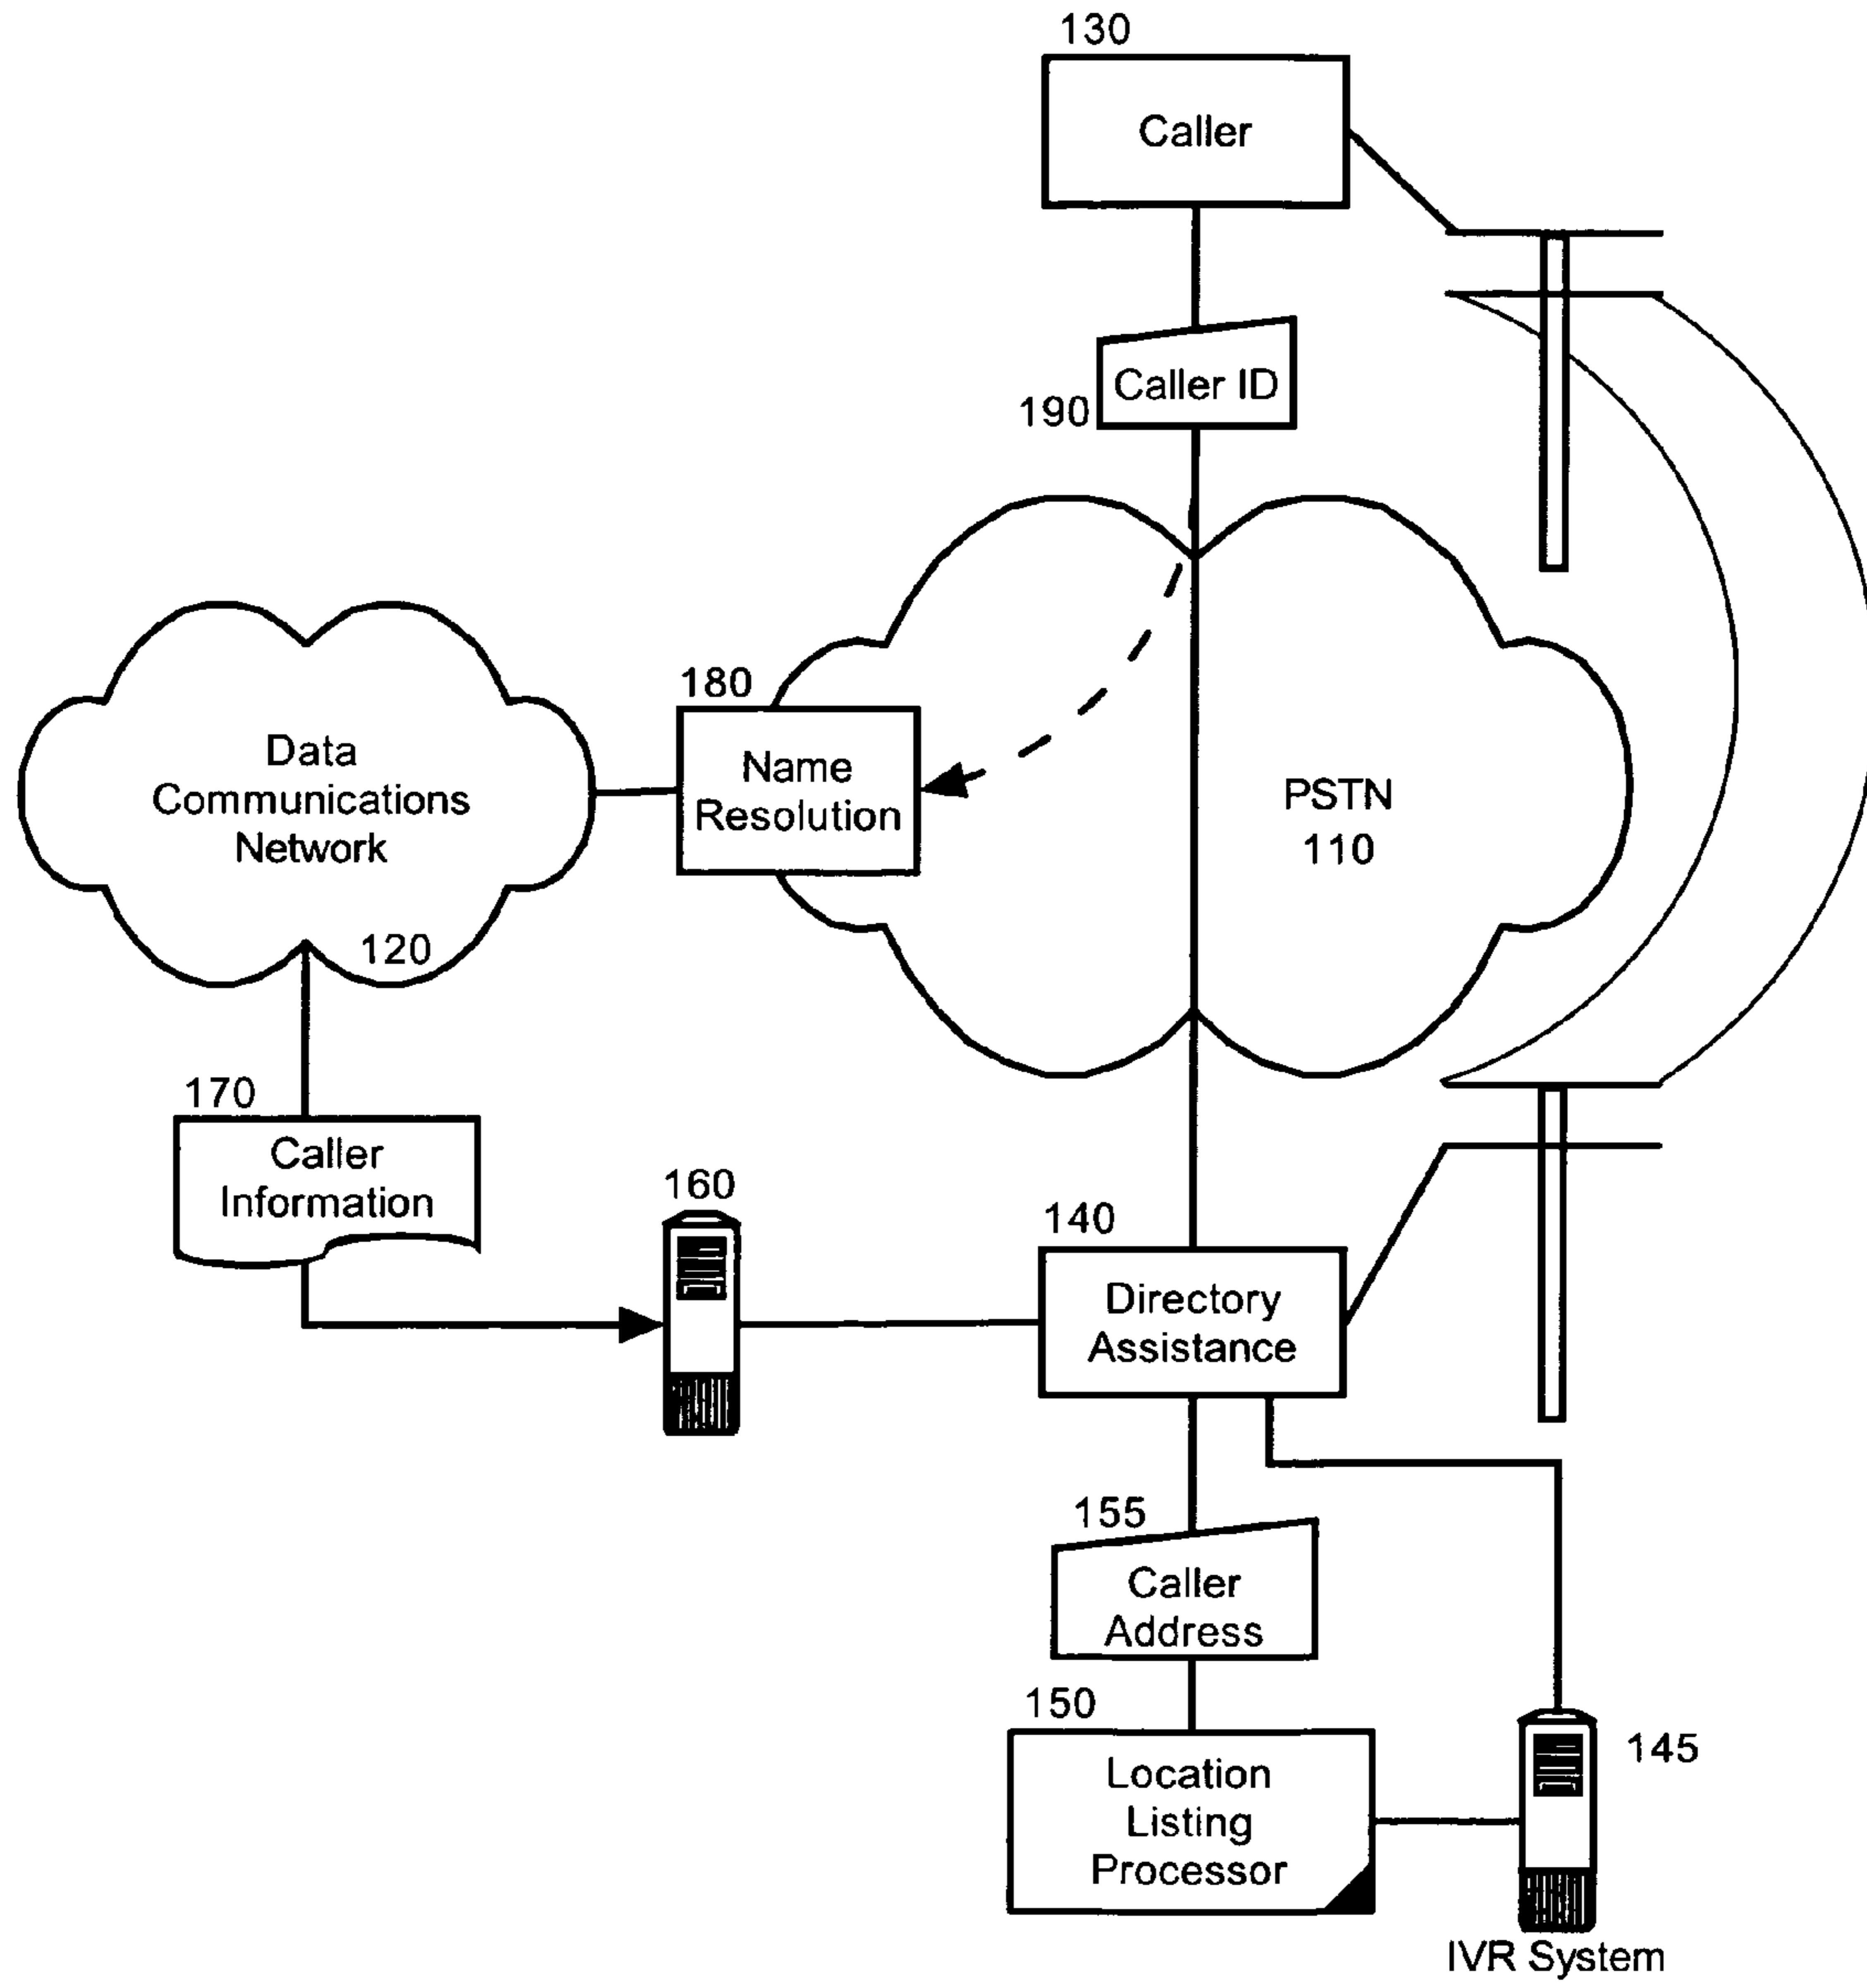 130
Caller
Caller ID
190
180
Name
Resolution
Data
Communications
Network
120
PSTN
110
170
Caller
Information
160
140
Directory
Assistance
155
Caller
Address
150
Location
Listing
Processor
145
IVR System